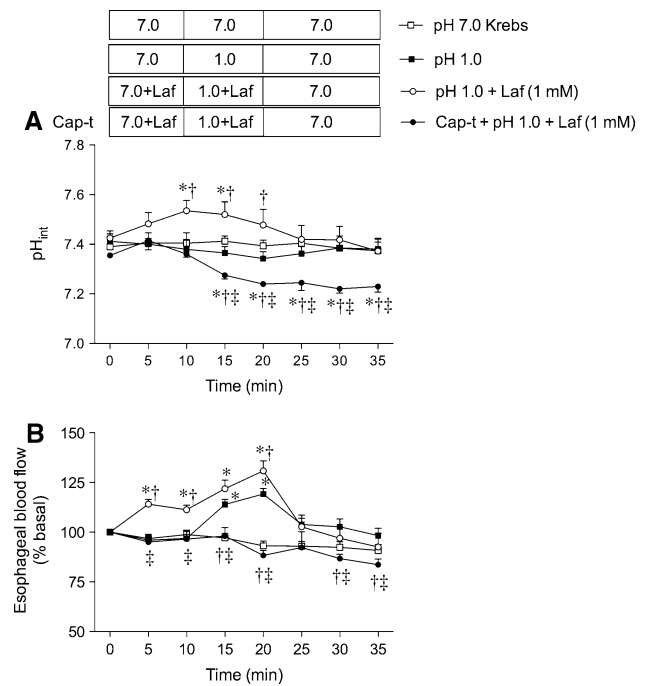 7.0 7.0 7.0 pH 7.0 Krebs
7.0 1.0 7.0 pH 1.0
7.0+Laf 1.0+Laf 7.0 pH 1.0 + Laf (1 mM)
A Cap-t 7.0+Laf 1.0+Laf 7.0 Cap-t + pH 1.0 + Laf (1 mM)
7.8
7.6
7.4
7.2
7.0
pHint
*† *† †
*†‡ *†‡ *†‡ *†‡ *†‡
0 5 10 15 20 25 30 35
Time (min)
B
150
125
100
75
50
Esophageal blood flow
(% basal)
*† *† * *†
* *
‡ ‡ †‡ †‡ †‡ †‡
0 5 10 15 20 25 30 35
Time (min)